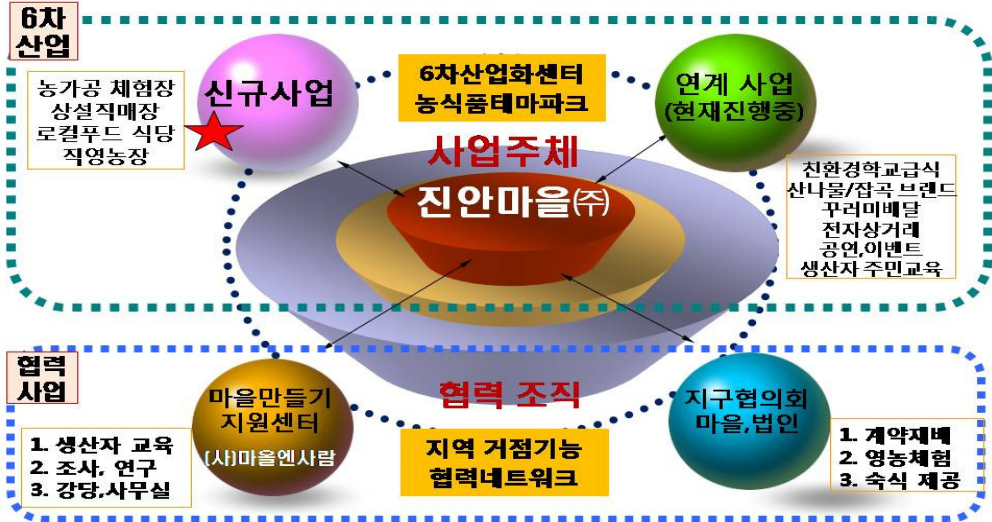 6차
산업
신규사업
농가공 체험장
상설직매장
로컬푸드 식당
직영농장
6차산업화센터
농식품테마파크
연계 사업
(현재진행중)
친환경학교급식
산나물/잡곡 브랜드
꾸러미배달
전자상거래
공연,이벤트
생산자 주민교육
사업주체
진안마을㈜
협력
사업
협력 조직
마을만들기
지원센터
(사)마을엔사람
1. 생산자 교육
2. 조사, 연구
3. 강당,사무실
지역 거점기능
협력네트워크
지구협의회
마을,법인
1. 계약재배
2. 영농체험
3. 숙식 제공